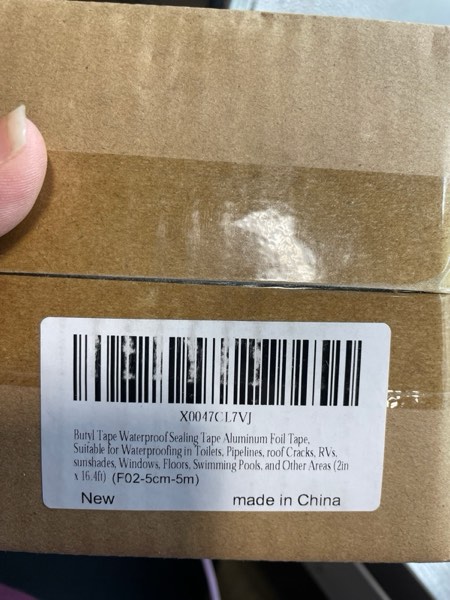 X0047CL7VJ
Butyl Tape Waterproof Sealing Tape Aluminum Foil Tape,
Suitable for Waterproofing in Toilets, Pipelines, roof Cracks, RVs,
sunshades, Windows, Floors, Swimming Pools, and Other Areas (2in
x 16.4ft) (F02-5cm-5m)
New made in China